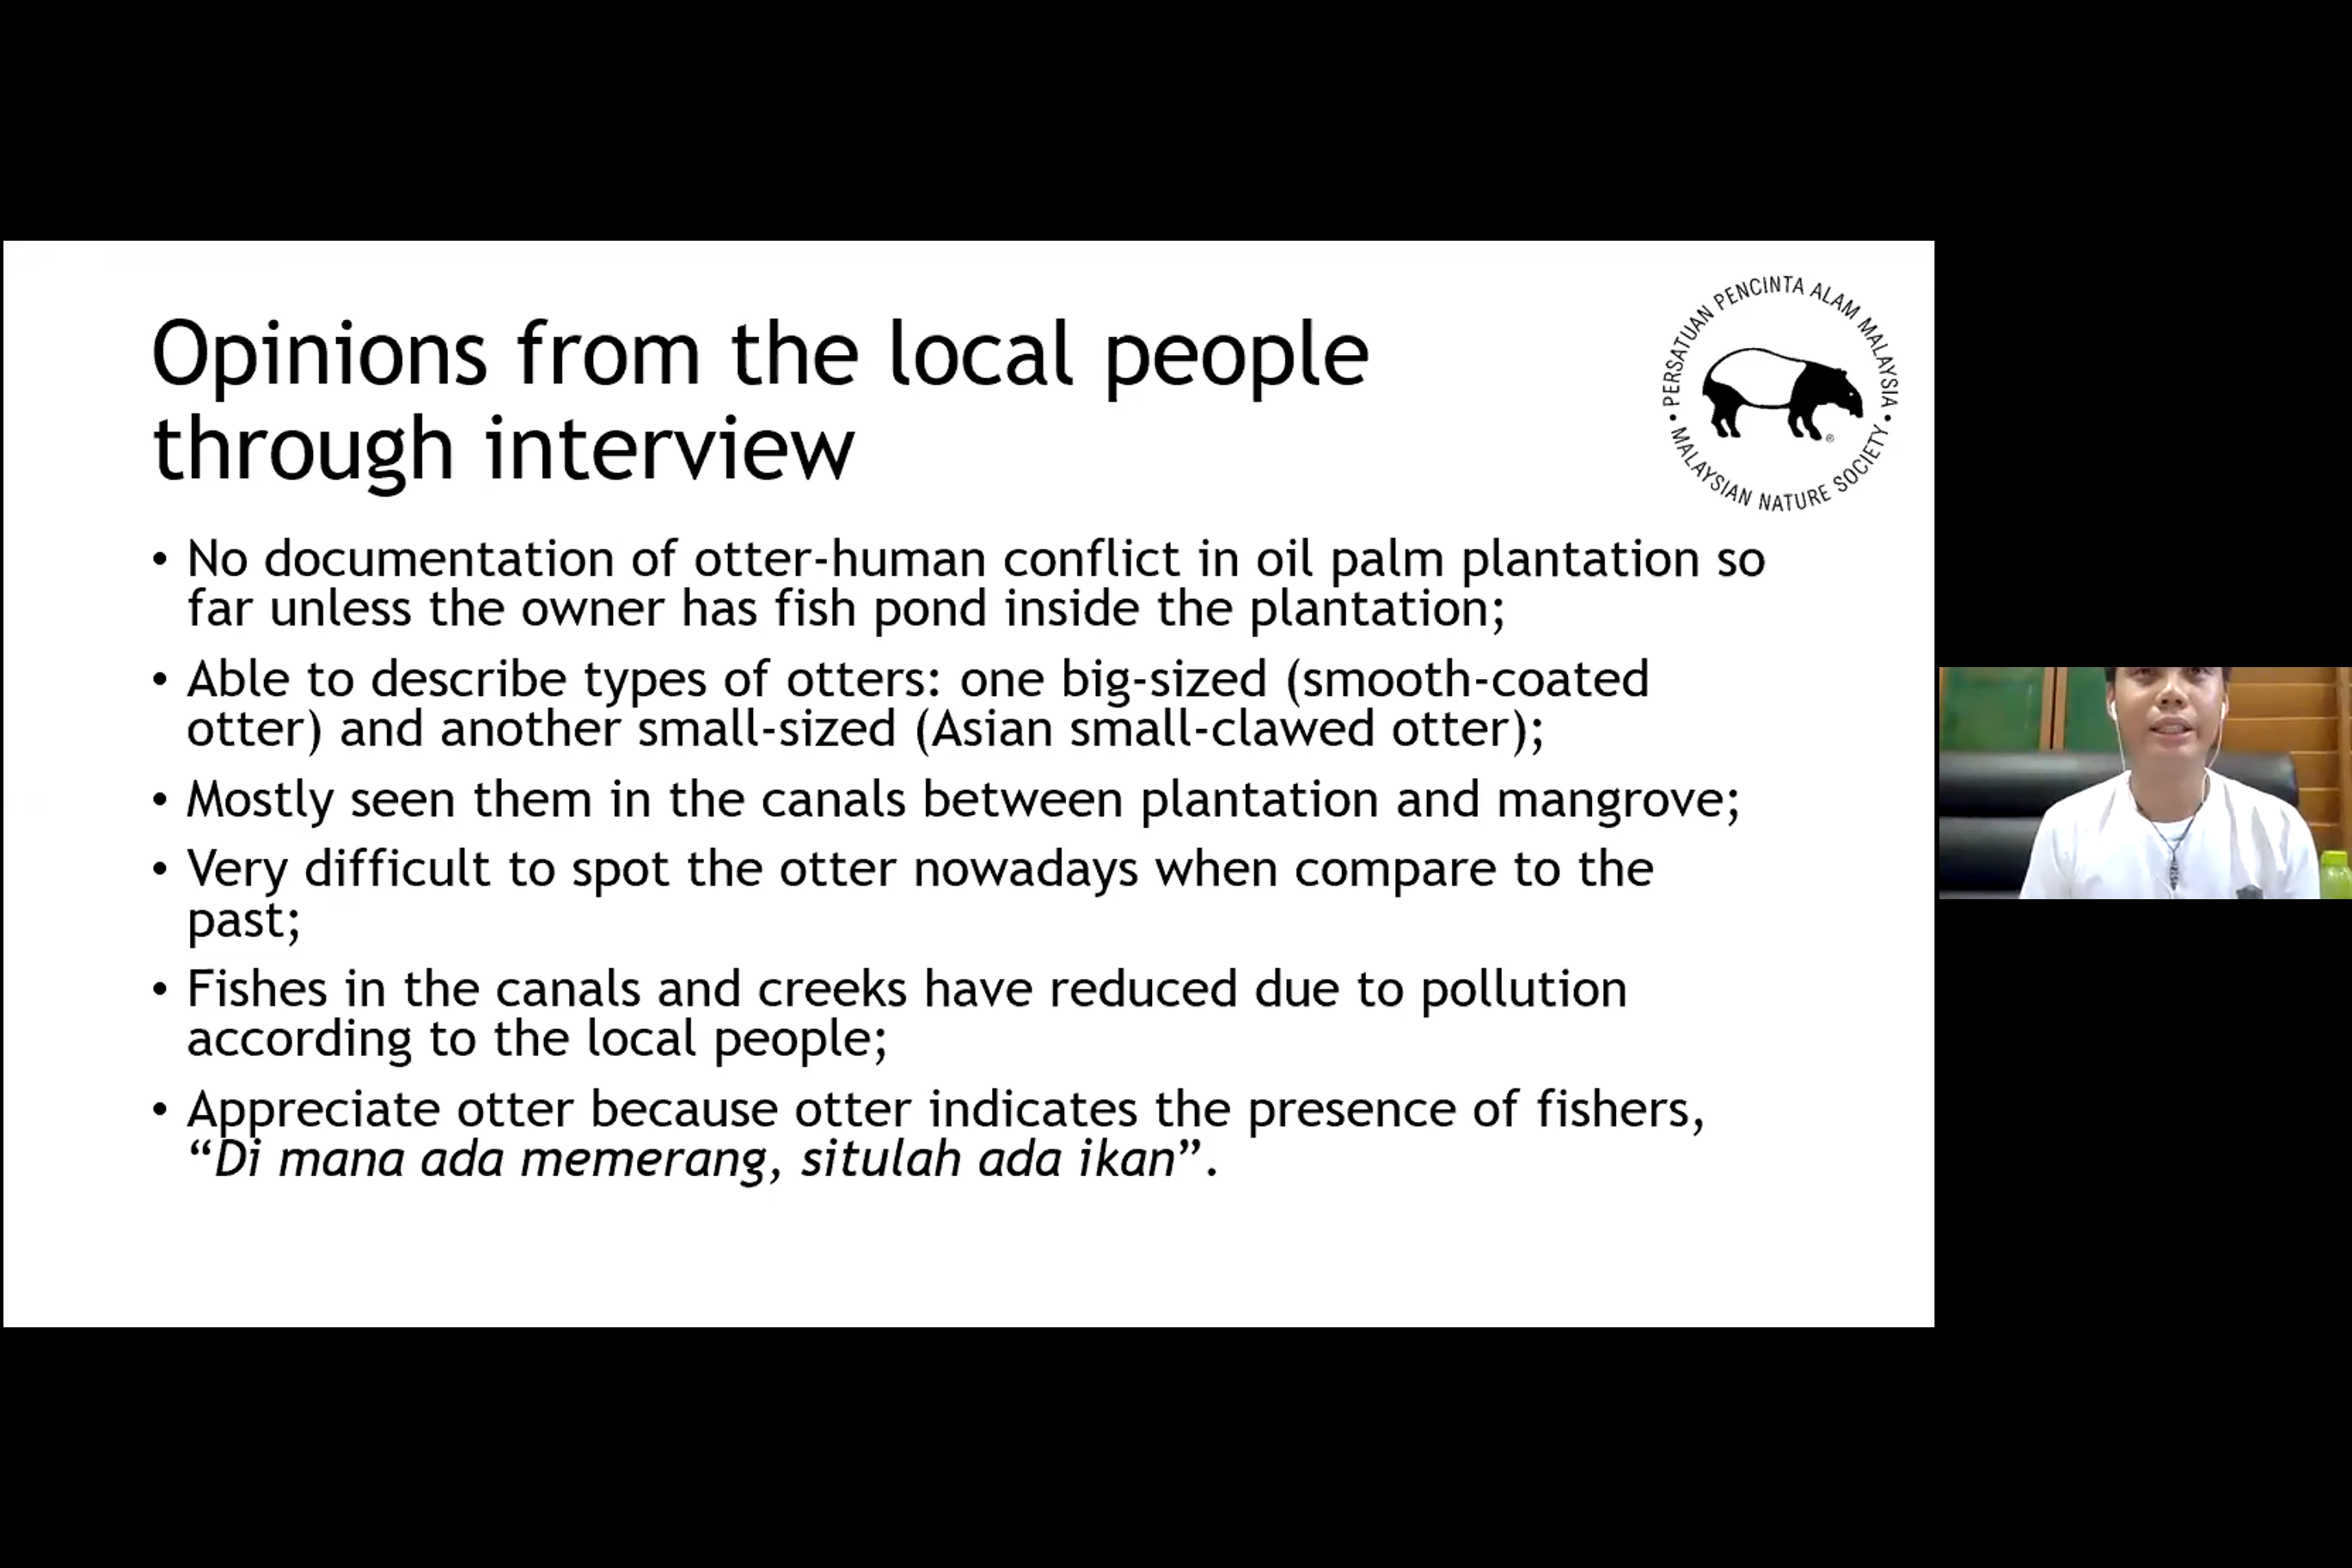 Opinions from the local people
through interview
PERSATUAN PENCINTA ALAM MALAYSIA
MALAYSIAN NATURE SOCIETY
®
• No documentation of otter-human conflict in oil palm plantation so
far unless the owner has fish pond inside the plantation;
• Able to describe types of otters: one big-sized (smooth-coated
otter) and another small-sized (Asian small-clawed otter);
• Mostly seen them in the canals between plantation and mangrove;
• Very difficult to spot the otter nowadays when compare to the
past;
• Fishes in the canals and creeks have reduced due to pollution
according to the local people;
• Appreciate otter because otter indicates the presence of fishers,
“Di mana ada memerang, situlah ada ikan”.